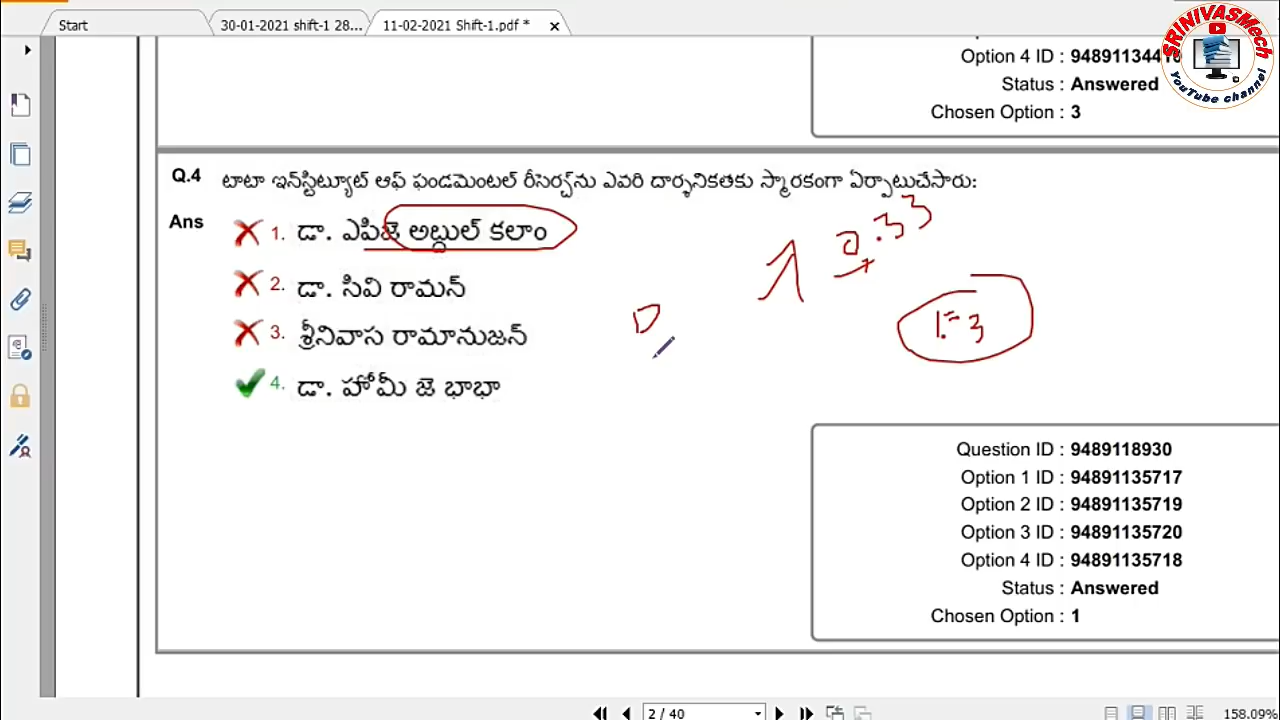 Start
30-01-2021 shift-1 28...
11-02-2021 Shift-1.pdf *
SRINIVASMech
YouTube channel
Option 4 ID : 94891134416
Status : Answered
Chosen Option : 3
Q.4 టాటా ఇన్‌స్టిట్యూట్ ఆఫ్ ఫండమెంటల్ రీసెర్చ్‌ను ఎవరి దార్శనికతకు స్మారకంగా ఏర్పాటుచేసారు:
Ans
1. డా. ఎపిజె అబ్దుల్ కలాం
2. డా. సివి రామన్
3. శ్రీనివాస రామానుజన్
4. డా. హోమీ జె భాభా
0.33
Question ID : 9489118930
Option 1 ID : 94891135717
Option 2 ID : 94891135719
Option 3 ID : 94891135720
Option 4 ID : 94891135718
Status : Answered
Chosen Option : 1
2 / 40
158.09%